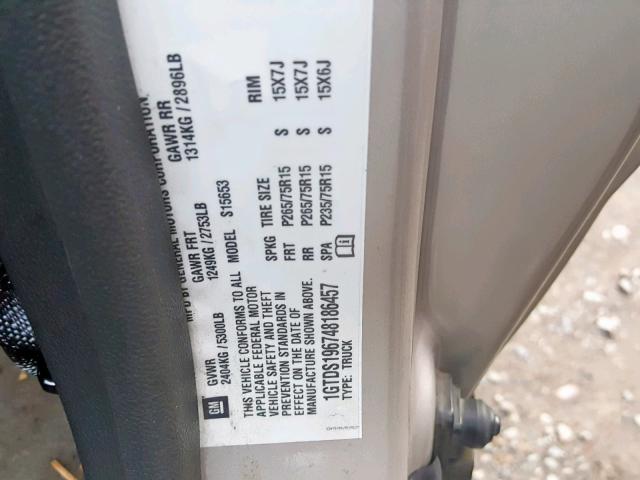 MFD BY GENERAL MOTORS CORPORATION
GM
GVWR GAWR FRT GAWR RR
2404KG/5300LB 1249KG/2753LB 1314KG/2896LB
THIS VEHICLE CONFORMS TO ALL MODEL S15653
APPLICABLE FEDERAL MOTOR
VEHICLE SAFETY AND THEFT
PREVENTION STANDARDS IN
EFFECT ON THE DATE OF
MANUFACTURE SHOWN ABOVE.
SPKG TIRE SIZE RIM
FRT P265/75R15 S 15X7J
RR P265/75R15 S 15X7J
SPA P235/75R15 S 15X6J
1GTDS196748186457
TYPE: TRUCK